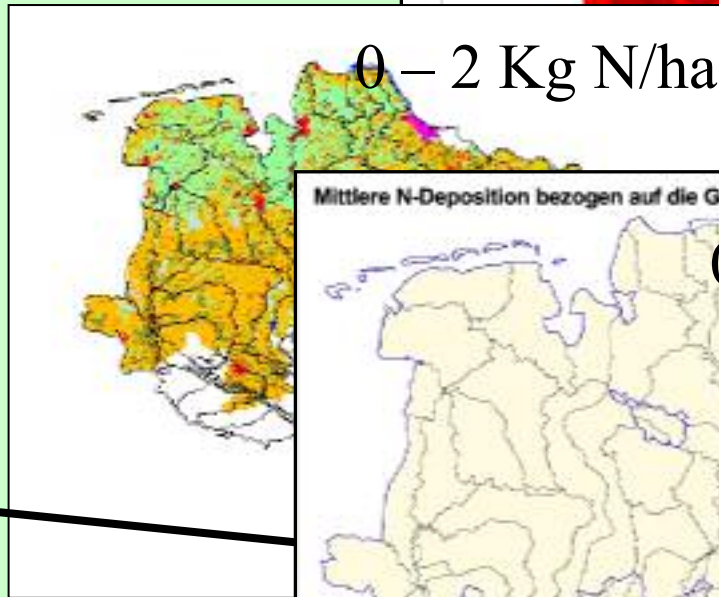 0 – 2 Kg N/ha
Mittlere N-Deposition bezogen auf die G